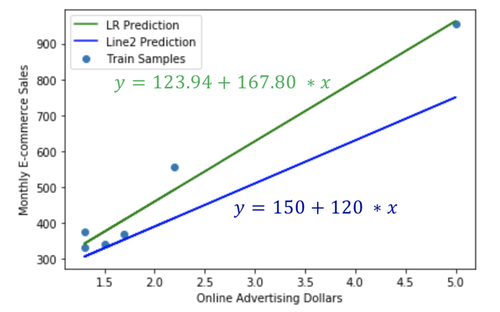 LR Prediction
Line2 Prediction
Train Samples
y = 123.94 + 167.80 * x
y = 150 + 120 * x
Monthly E-commerce Sales
900
800
700
600
500
400
300
1.5 2.0 2.5 3.0 3.5 4.0 4.5 5.0
Online Advertising Dollars